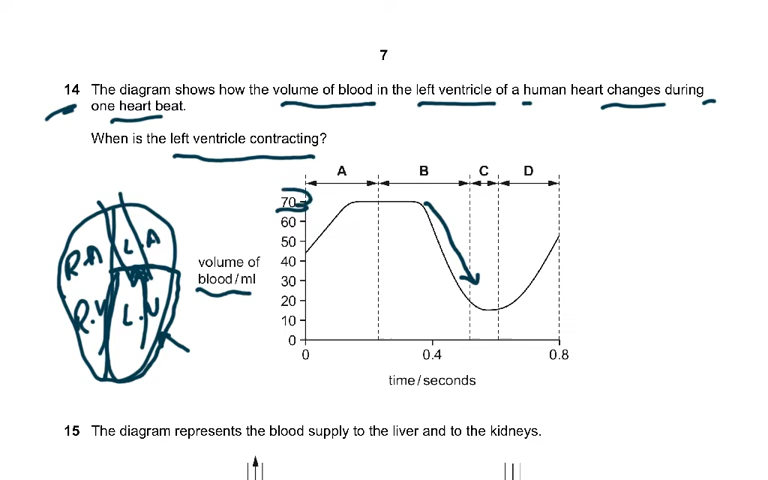 7
14 The diagram shows how the volume of blood in the left ventricle of a human heart changes during
one heart beat.
When is the left ventricle contracting?
A B C D
70
60
50
40
30
20
10
0
volume of
blood / ml
0 0.4 0.8
time / seconds
R.A L.A
R.V L.V
15 The diagram represents the blood supply to the liver and to the kidneys.